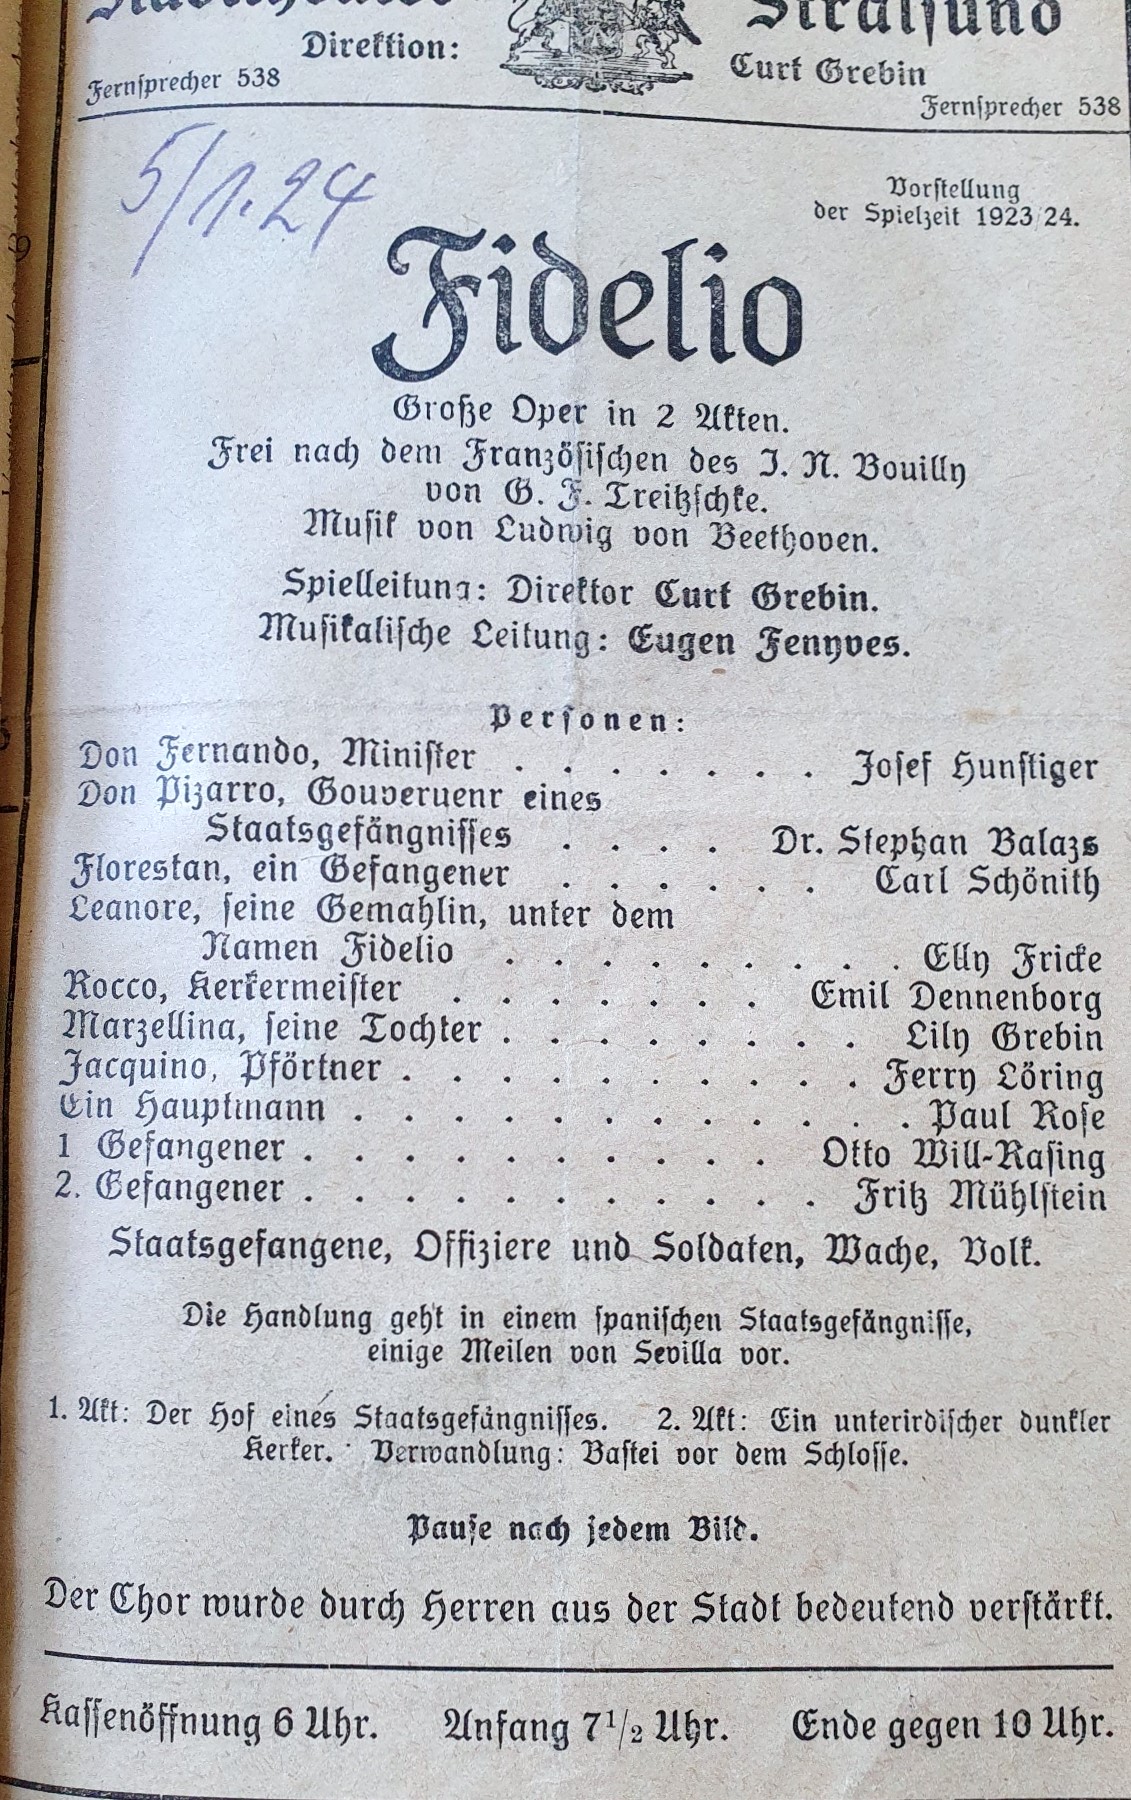 Stralsund
Direktion:
Curt Grebin
Fernsprecher 538
Fernsprecher 538
5/1.24
Vorstellung
der Spielzeit 1923/24.
Fidelio
Große Oper in 2 Akten.
Frei nach dem Französischen des J. N. Bouilly
von G. F. Treitzschke.
Musik von Ludwig von Beethoven.
Spielleitung: Direktor Curt Grebin.
Musikalische Leitung: Eugen Fenyves.
Personen:
Don Fernando, Minister . . . . . . . Josef Hunstiger
Don Pizarro, Gouveruenr eines
Staatsgefängnisses . . . . Dr. Stephan Balazs
Florestan, ein Gefangener . . . . . . Carl Schönith
Leanore, seine Gemahlin, unter dem
Namen Fidelio . . . . . . . . . Elly Fricke
Rocco, Kerkermeister . . . . . . . Emil Dennenborg
Marzellina, seine Tochter . . . . . . . . Lily Grebin
Jacquino, Pförtner . . . . . . . . . . Ferry Löring
Ein Hauptmann . . . . . . . . . . . Paul Rose
1 Gefangener . . . . . . . . . . Otto Will-Rasing
2. Gefangener . . . . . . . . . . . Fritz Mühlstein
Staatsgefangene, Offiziere und Soldaten, Wache, Volk.
Die Handlung geht in einem spanischen Staatsgefängnisse,
einige Meilen von Sevilla vor.
1. Akt: Der Hof eines Staatsgefängnisses. 2. Akt: Ein unterirdischer dunkler
Kerker. Verwandlung: Bastei vor dem Schlosse.
Pause nach jedem Bild.
Der Chor wurde durch Herren aus der Stadt bedeutend verstärkt.
Kassenöffnung 6 Uhr. Anfang 7 1/2 Uhr. Ende gegen 10 Uhr.